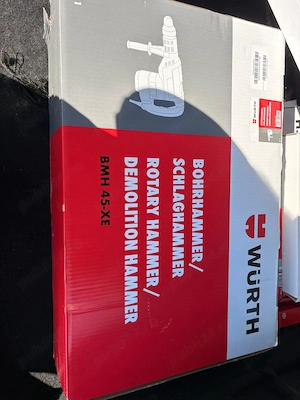 BOHRHAMMER/
SCHLAGHAMMER
ROTARY HAMMER/
DEMOLITION HAMMER
BMH 45-XE
WÜRTH